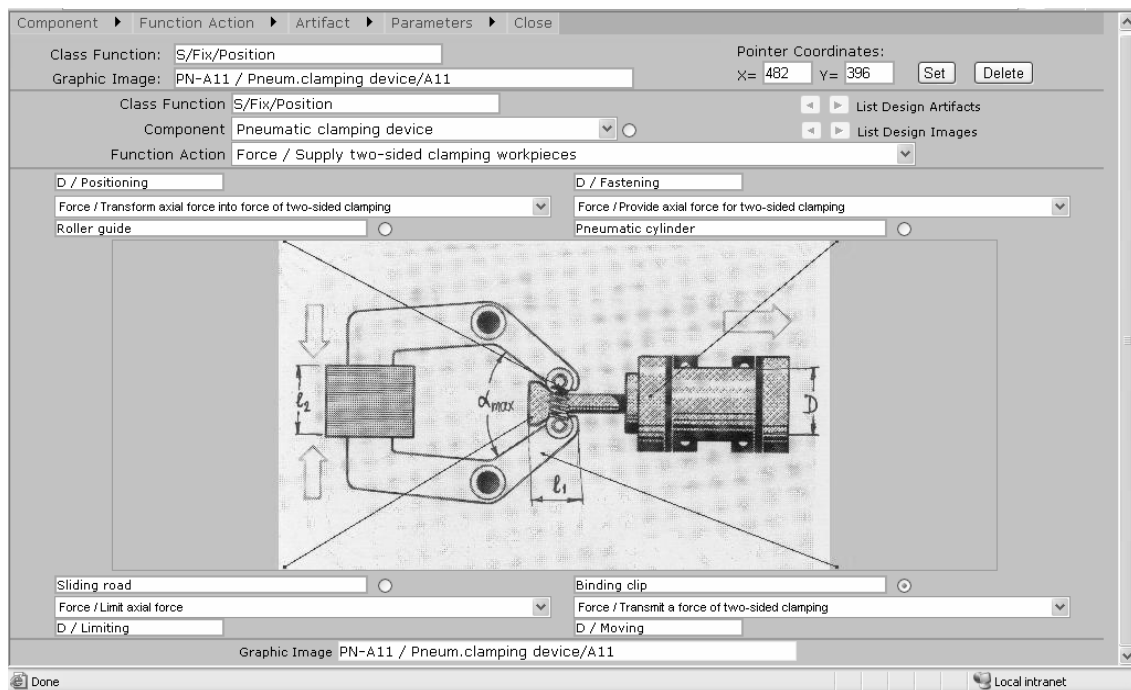 Component Function Action Artifact Parameters Close
Class Function: S/Fix/Position
Pointer Coordinates:
Graphic Image: PN-A11 / Pneum.clamping device/A11
X= 482 Y= 396 Set Delete
Class Function S/Fix/Position
List Design Artifacts
Component Pneumatic clamping device
List Design Images
Function Action Force / Supply two-sided clamping workpieces
D / Positioning D / Fastening
Force / Transform axial force into force of two-sided clamping Force / Provide axial force for two-sided clamping
Roller guide Pneumatic cylinder
ℓ2
αmax
D
ℓ1
Sliding road Binding clip
Force / Limit axial force Force / Transmit a force of two-sided clamping
D / Limiting D / Moving
Graphic Image PN-A11 / Pneum.clamping device/A11
Done Local intranet